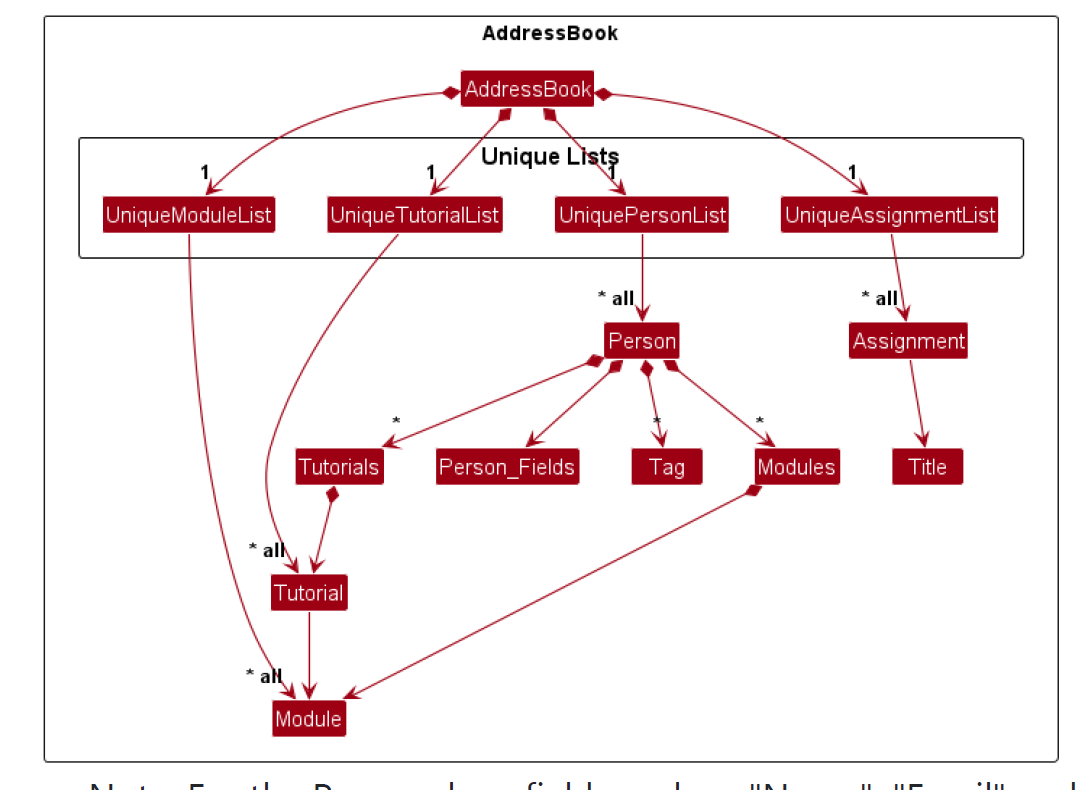 AddressBook
AddressBook
Unique Lists
1
1
1
1
UniqueModuleList
UniqueTutorialList
UniquePersonList
UniqueAssignmentList
* all
* all
Person
Assignment
*
*
*
Tutorials
Person_Fields
Tag
Modules
Title
* all
Tutorial
* all
Module